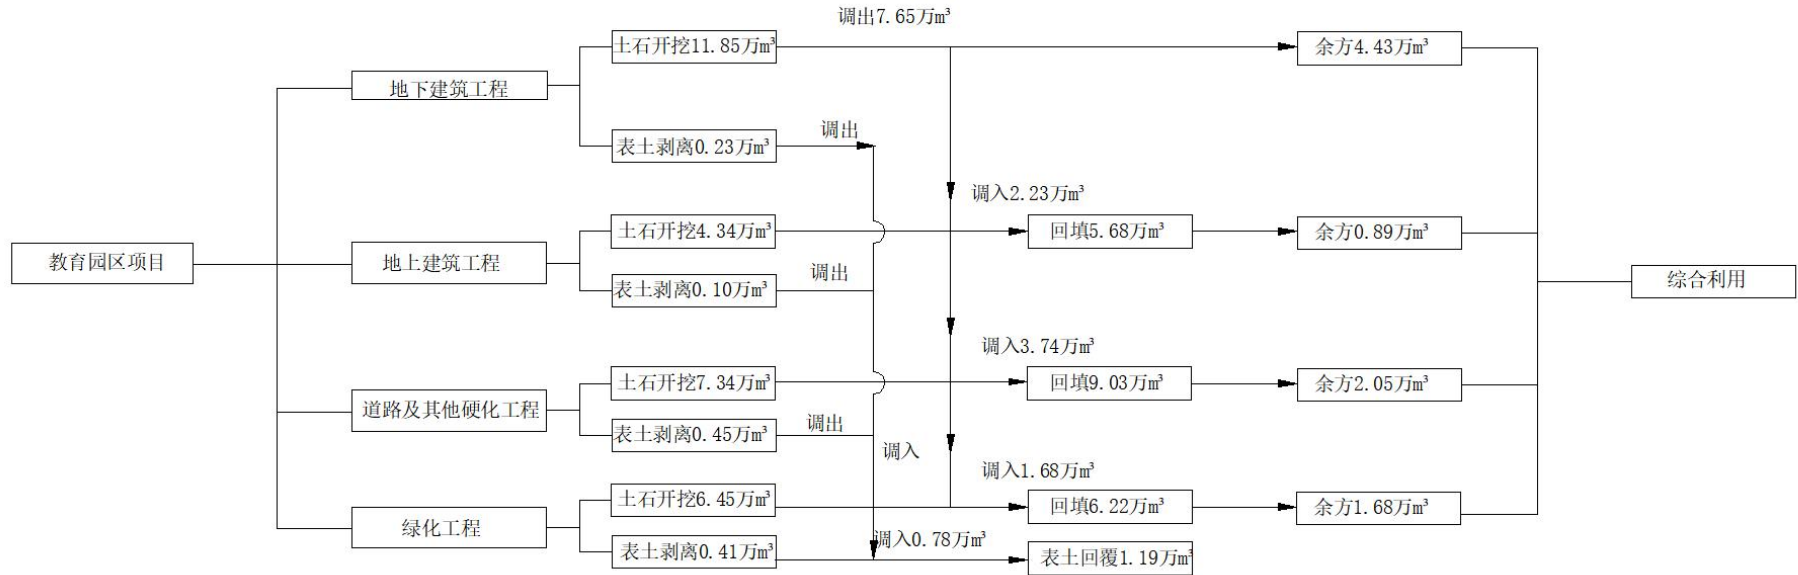 调出7.65万m³
土石开挖11.85万m³
余方4.43万m³
地下建筑工程
调出
表土剥离0.23万m³
调入2.23万m³
土石开挖4.34万m³
回填5.68万m³
余方0.89万m³
教育园区项目
地上建筑工程
调出
表土剥离0.10万m³
综合利用
调入3.74万m³
土石开挖7.34万m³
回填9.03万m³
余方2.05万m³
道路及其他硬化工程
调出
表土剥离0.45万m³
调入
调入1.68万m³
土石开挖6.45万m³
回填6.22万m³
余方1.68万m³
绿化工程
调入0.78万m³
表土剥离0.41万m³
表土回覆1.19万m³